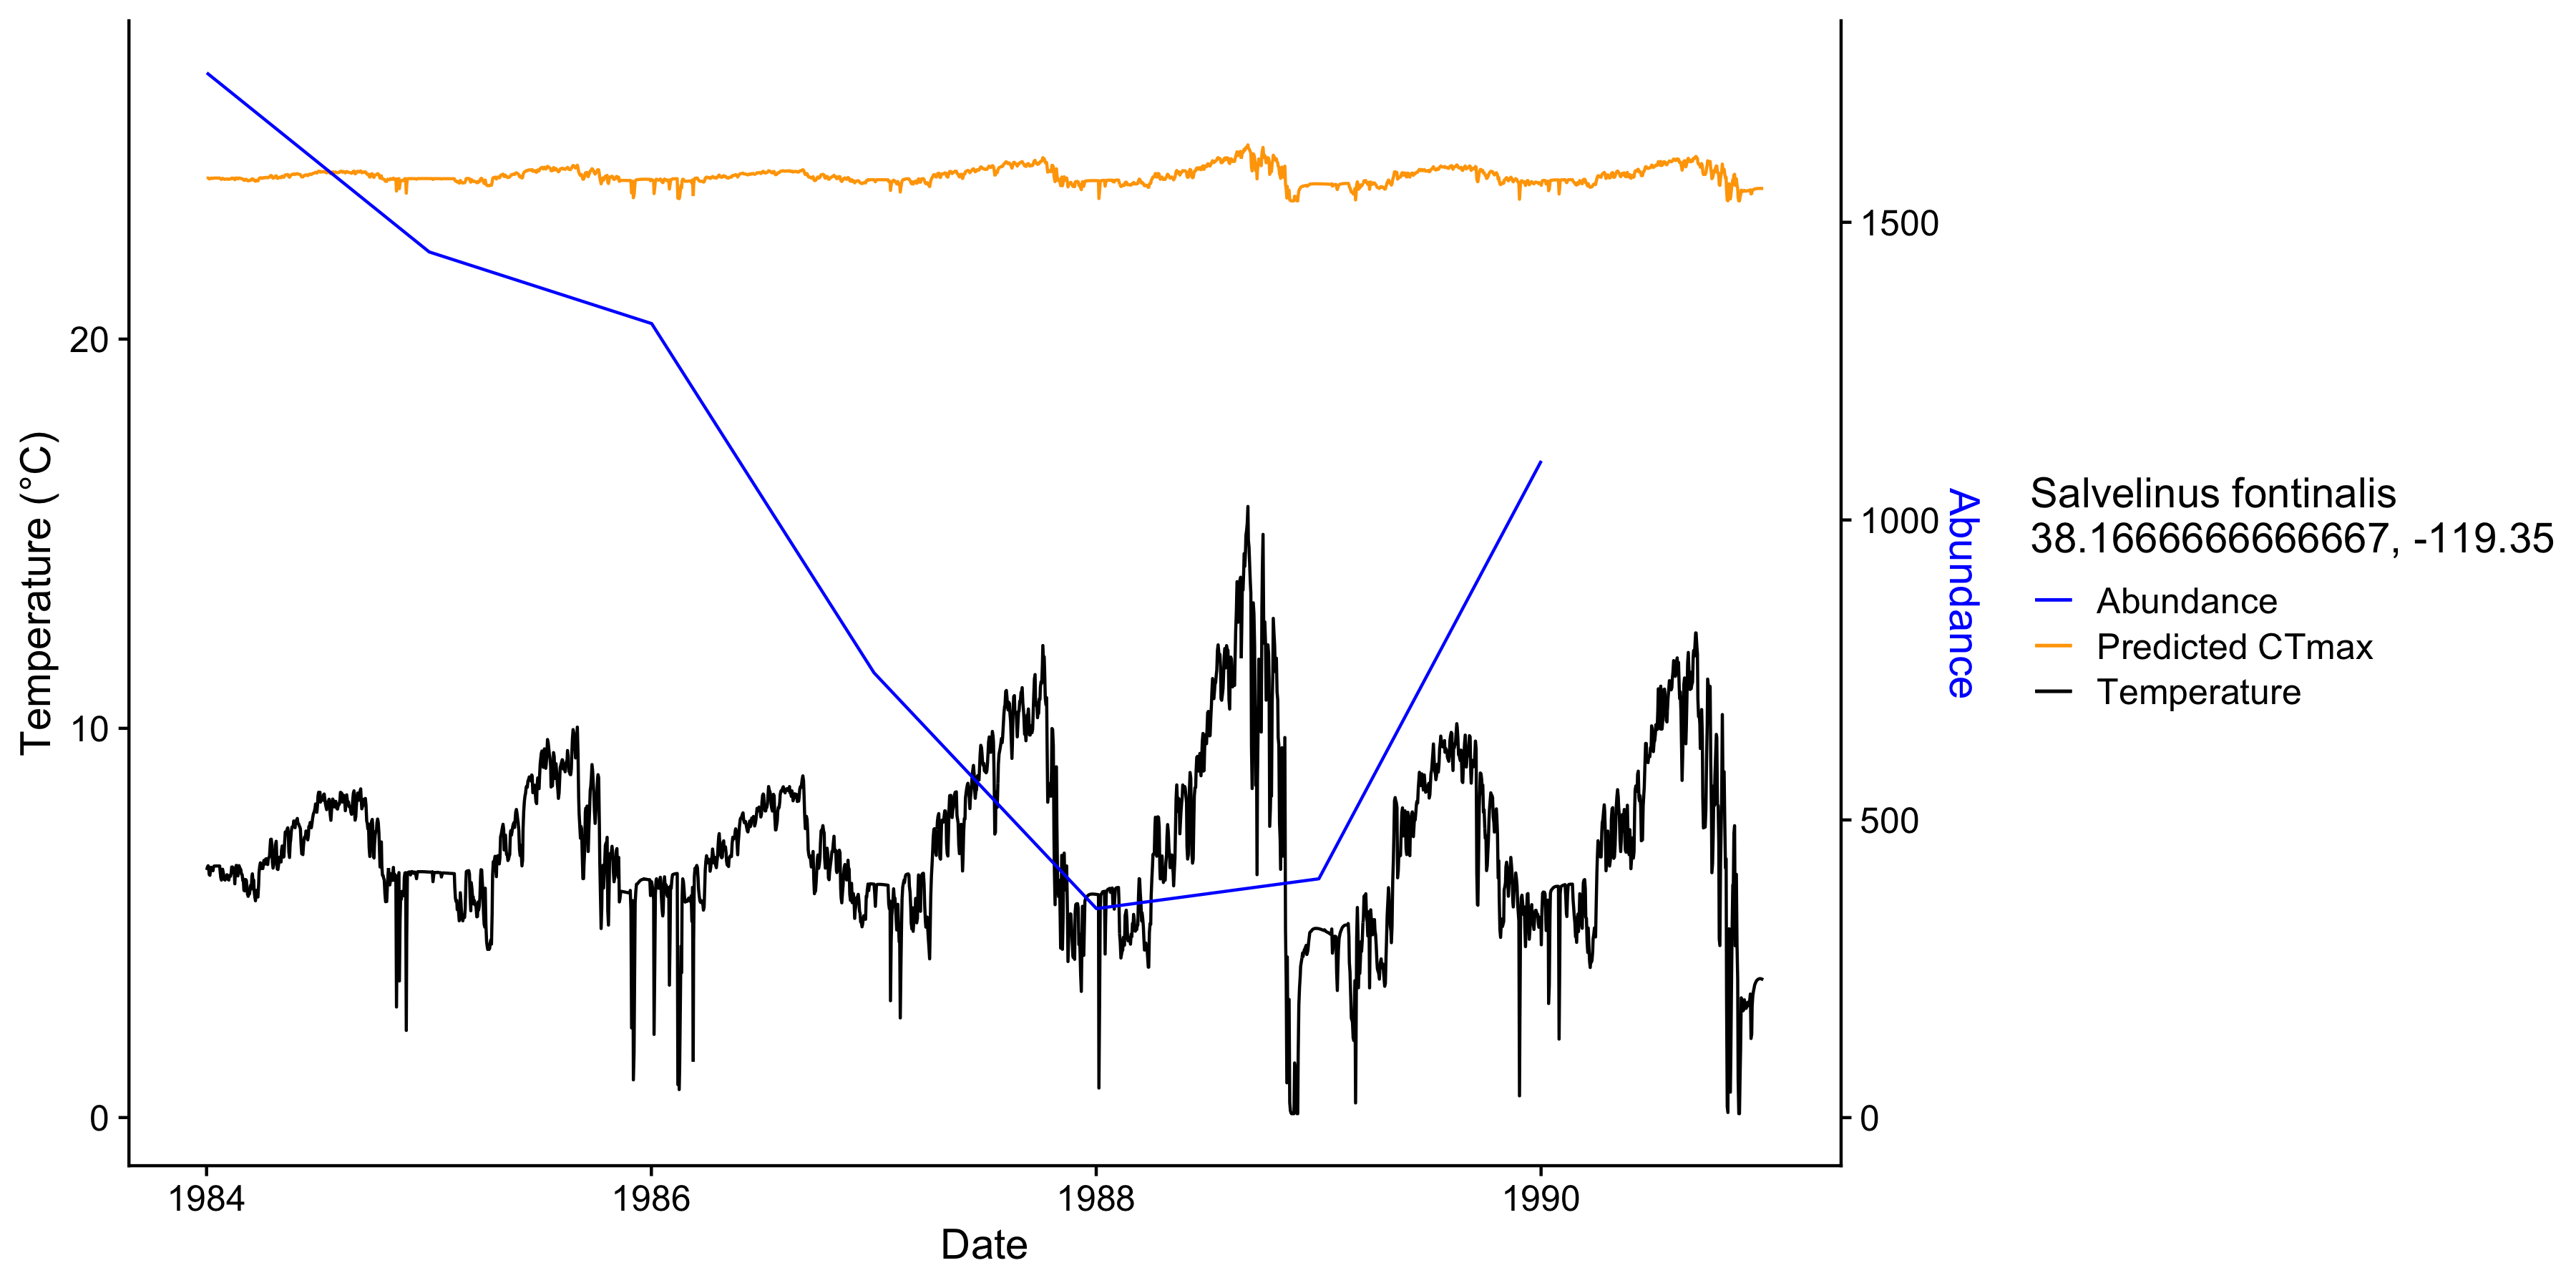 20
10
0
Temperature (°C)
1984
1986
1988
1990
Date
1500
1000
500
0
Abundance
Salvelinus fontinalis
38.1666666666667, -119.35
Abundance
Predicted CTmax
Temperature